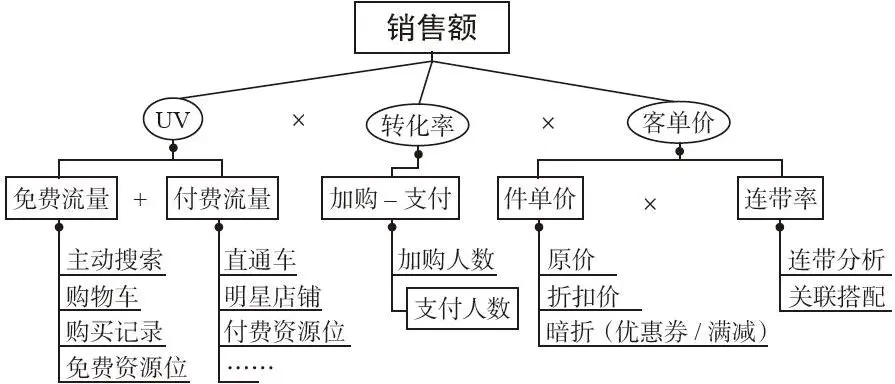 销售额
UV × 转化率 × 客单价
免费流量 + 付费流量 加购 – 支付 件单价 × 连带率
主动搜索 直通车 加购人数 原价 连带分析
购物车 明星店铺 支付人数 折扣价 关联搭配
购买记录 付费资源位 暗折（优惠券 / 满减）
免费资源位 ……